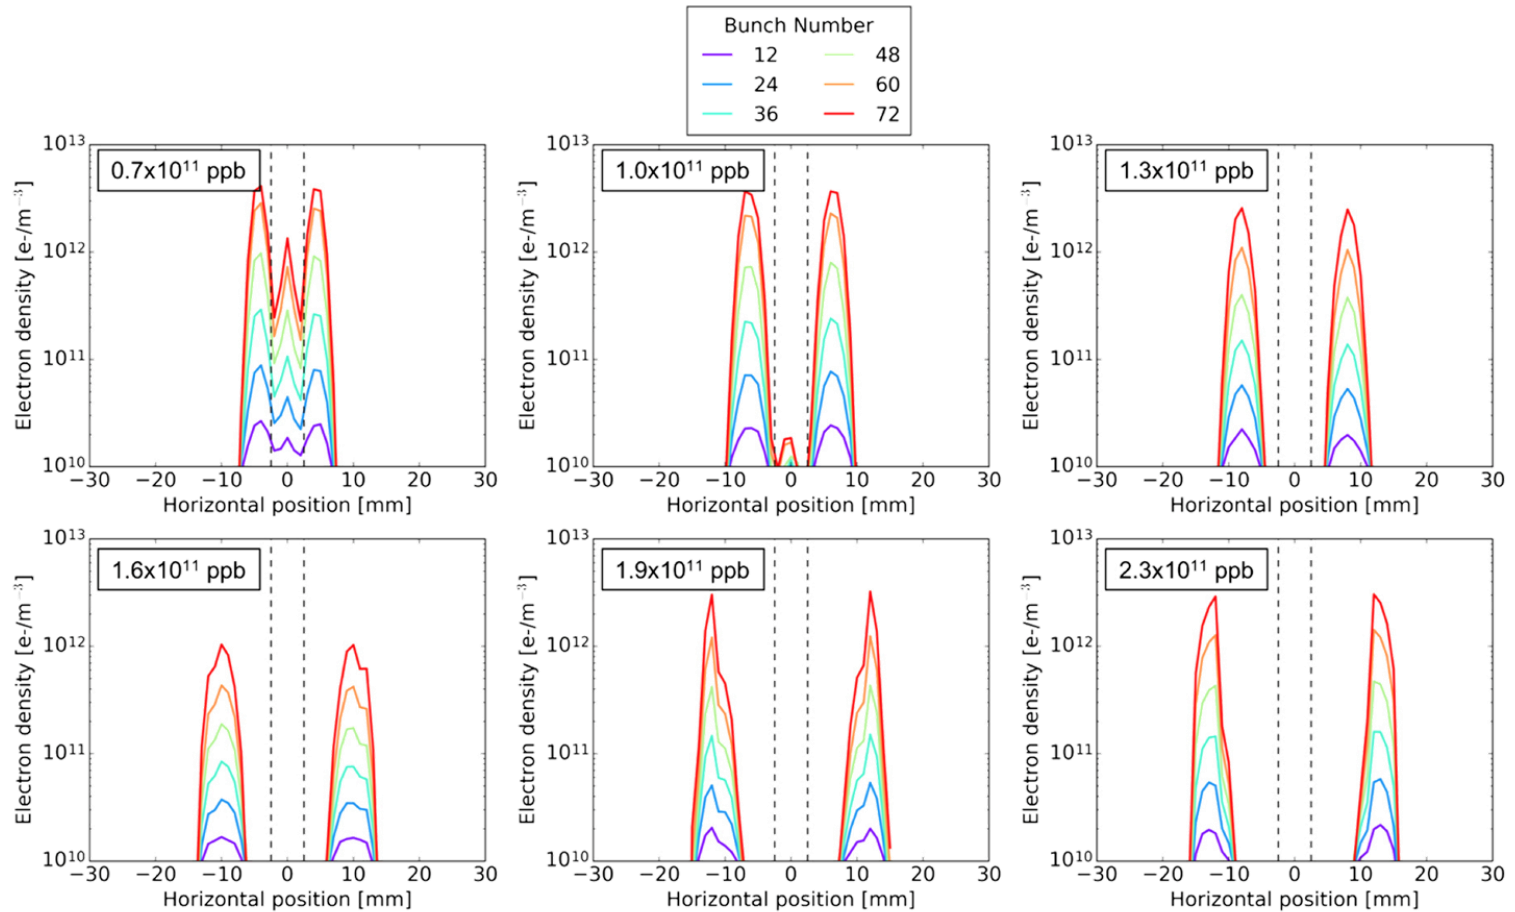 Bunch Number
12 48
24 60
36 72
10¹³
10¹²
10¹¹
10¹⁰
Electron density [e-/m⁻³]
0.7x10¹¹ ppb
−30 −20 −10 0 10 20 30
Horizontal position [mm]
10¹³
10¹²
10¹¹
10¹⁰
Electron density [e-/m⁻³]
1.0x10¹¹ ppb
−30 −20 −10 0 10 20 30
Horizontal position [mm]
10¹³
10¹²
10¹¹
10¹⁰
Electron density [e-/m⁻³]
1.3x10¹¹ ppb
−30 −20 −10 0 10 20 30
Horizontal position [mm]
10¹³
10¹²
10¹¹
10¹⁰
Electron density [e-/m⁻³]
1.6x10¹¹ ppb
−30 −20 −10 0 10 20 30
Horizontal position [mm]
10¹³
10¹²
10¹¹
10¹⁰
Electron density [e-/m⁻³]
1.9x10¹¹ ppb
−30 −20 −10 0 10 20 30
Horizontal position [mm]
10¹³
10¹²
10¹¹
10¹⁰
Electron density [e-/m⁻³]
2.3x10¹¹ ppb
−30 −20 −10 0 10 20 30
Horizontal position [mm]